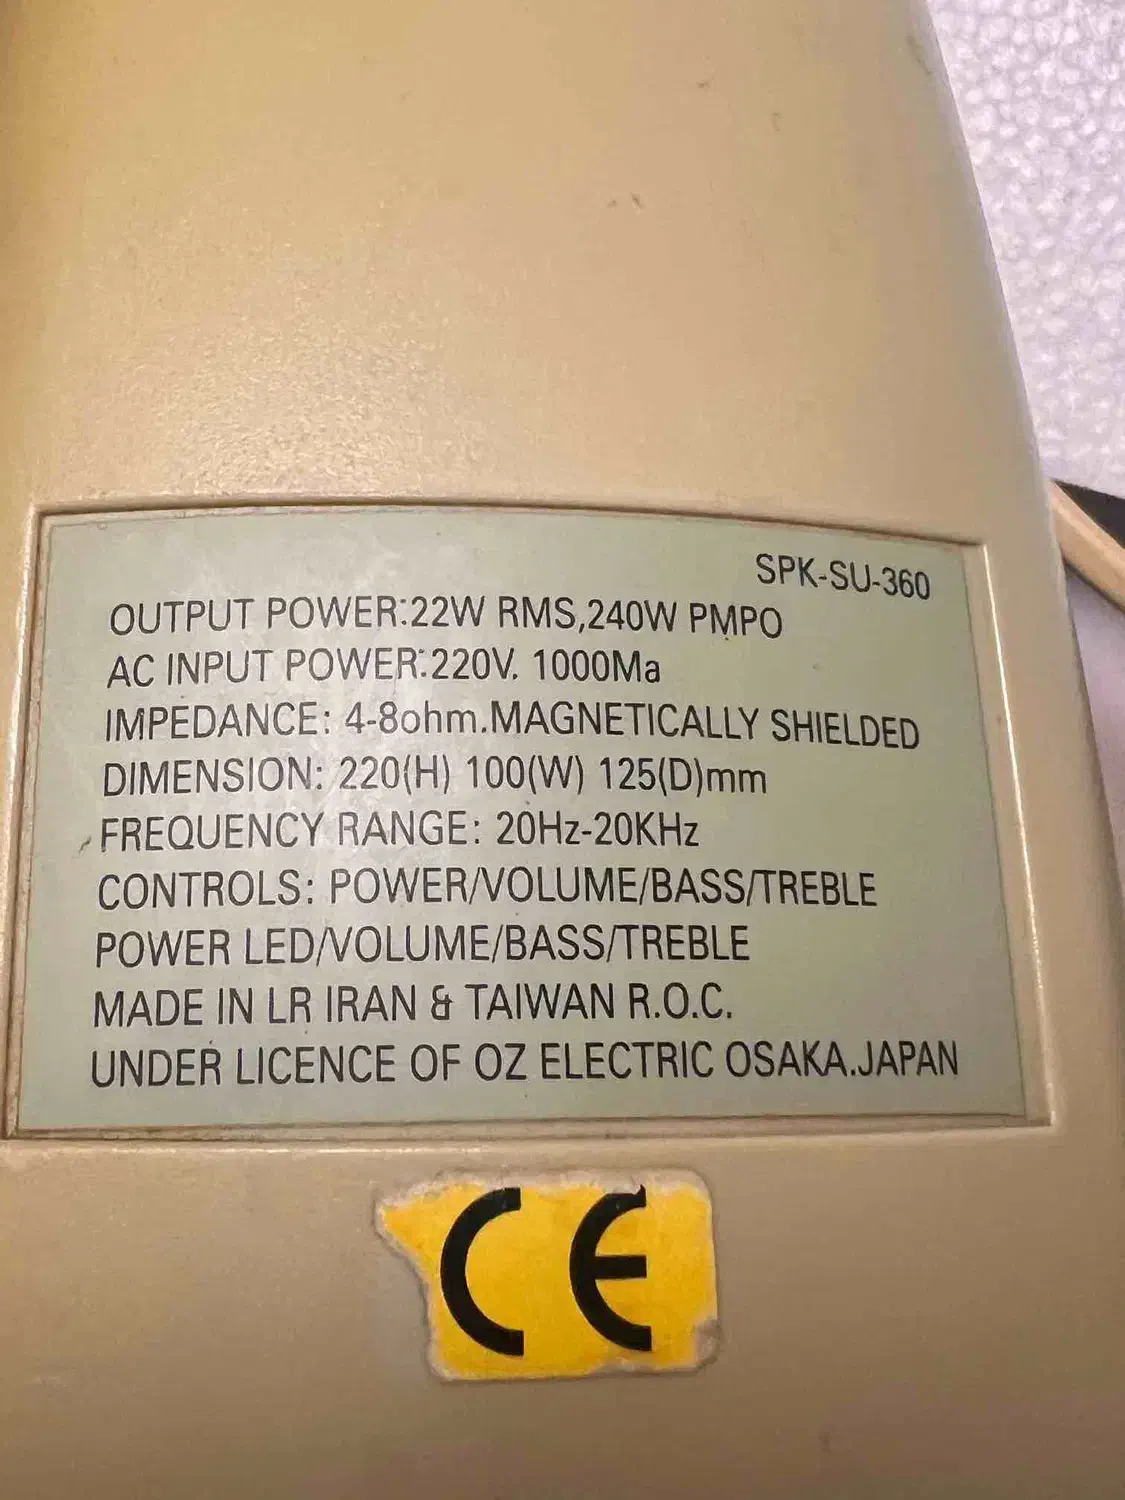 SPK-SU-360
OUTPUT POWER:22W RMS,240W PMPO
AC INPUT POWER:220V. 1000Ma
IMPEDANCE: 4-8ohm.MAGNETICALLY SHIELDED
DIMENSION: 220(H) 100(W) 125(D)mm
FREQUENCY RANGE: 20Hz-20KHz
CONTROLS: POWER/VOLUME/BASS/TREBLE
POWER LED/VOLUME/BASS/TREBLE
MADE IN I.R IRAN & TAIWAN R.O.C.
UNDER LICENCE OF OZ ELECTRIC OSAKA.JAPAN
CE